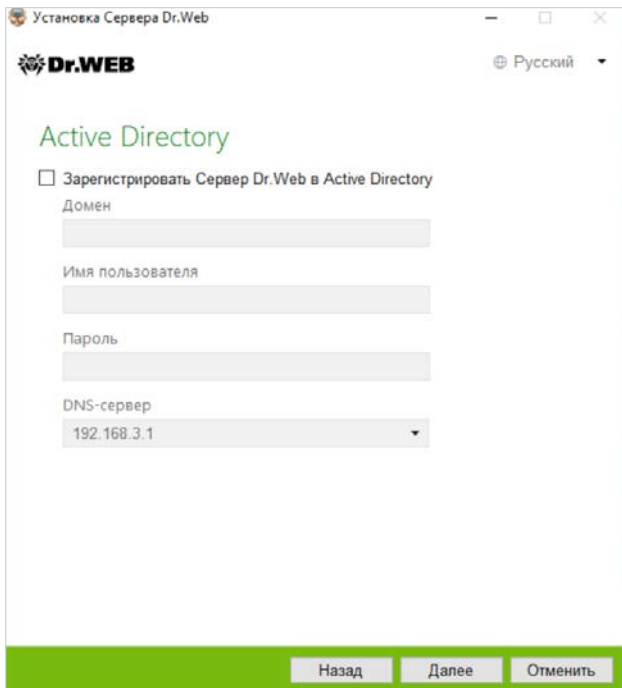 Установка Сервера Dr.Web
Dr.WEB
Русский
Active Directory
Зарегистрировать Сервер Dr.Web в Active Directory
Домен
Имя пользователя
Пароль
DNS-сервер
192.168.3.1
Назад Далее Отменить